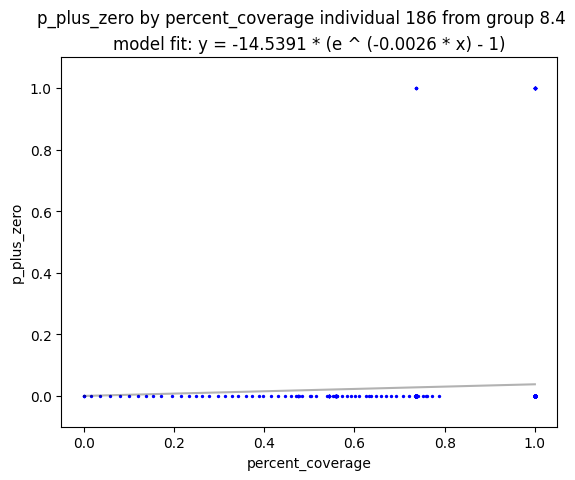 p_plus_zero by percent_coverage individual 186 from group 8.4
model fit: y = -14.5391 * (e ^ (-0.0026 * x) - 1)
1.0
0.8
0.6
0.4
0.2
0.0
p_plus_zero
0.0 0.2 0.4 0.6 0.8 1.0
percent_coverage